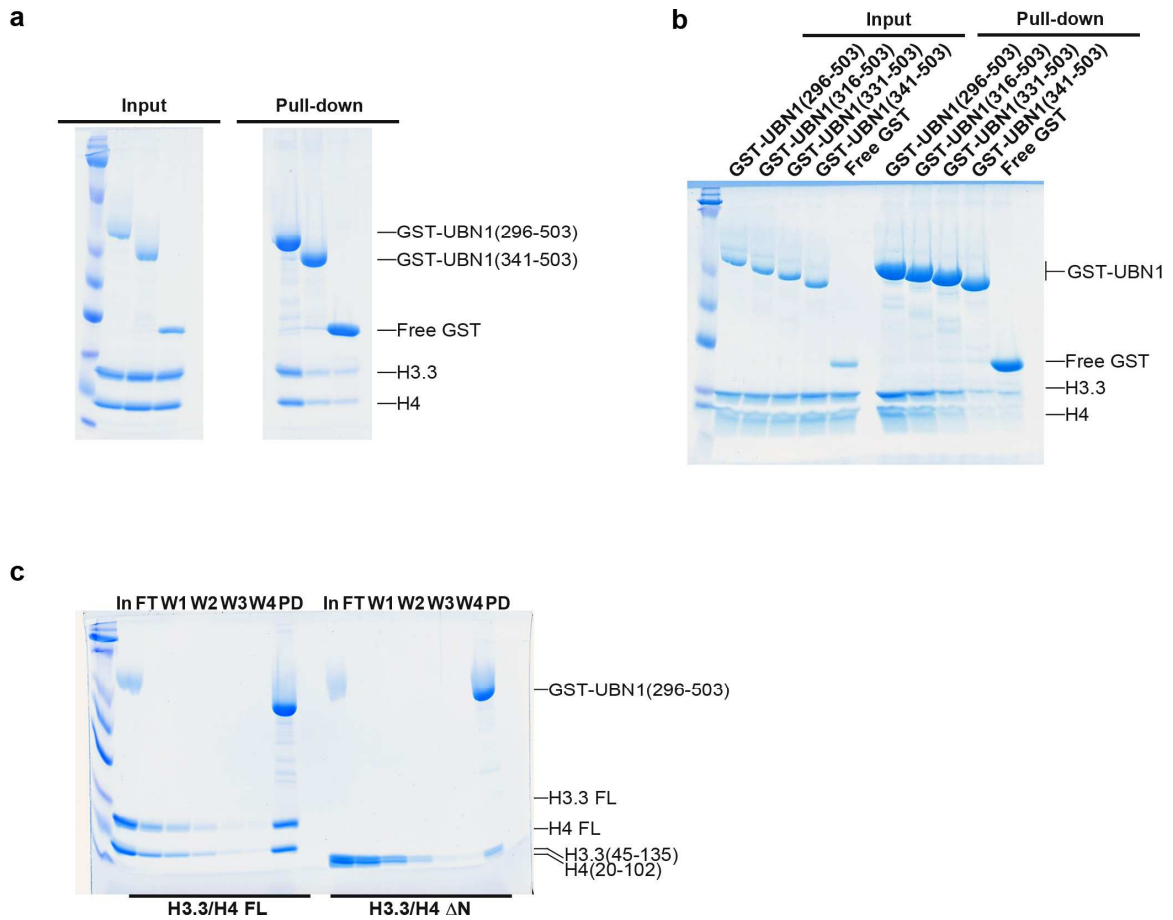 a
Input
Pull-down
GST-UBN1(296-503)
GST-UBN1(341-503)
Free GST
H3.3
H4
b
Input
Pull-down
GST-UBN1(296-503)
GST-UBN1(316-503)
GST-UBN1(331-503)
GST-UBN1(341-503)
Free GST
GST-UBN1(296-503)
GST-UBN1(316-503)
GST-UBN1(331-503)
GST-UBN1(341-503)
Free GST
GST-UBN1
Free GST
H3.3
H4
c
In FT W1 W2 W3 W4 PD In FT W1 W2 W3 W4 PD
GST-UBN1(296-503)
H3.3 FL
H4 FL
H3.3(45-135)
H4(20-102)
H3.3/H4 FL
H3.3/H4 ΔN